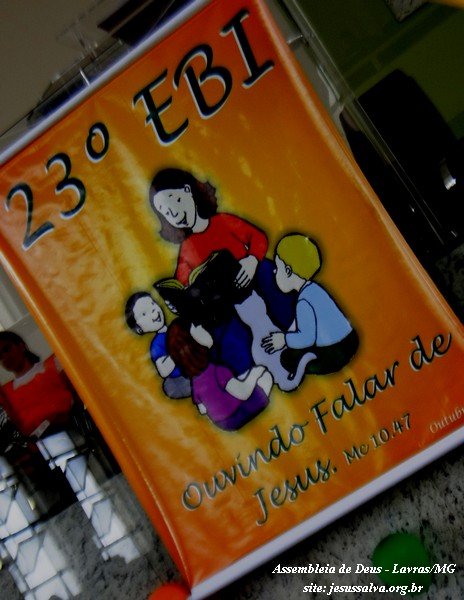 23º EBI
Ouvindo Falar de
Jesus. Mc 10.47
Assembleia de Deus - Lavras/MG
site: jesussalva.org.br